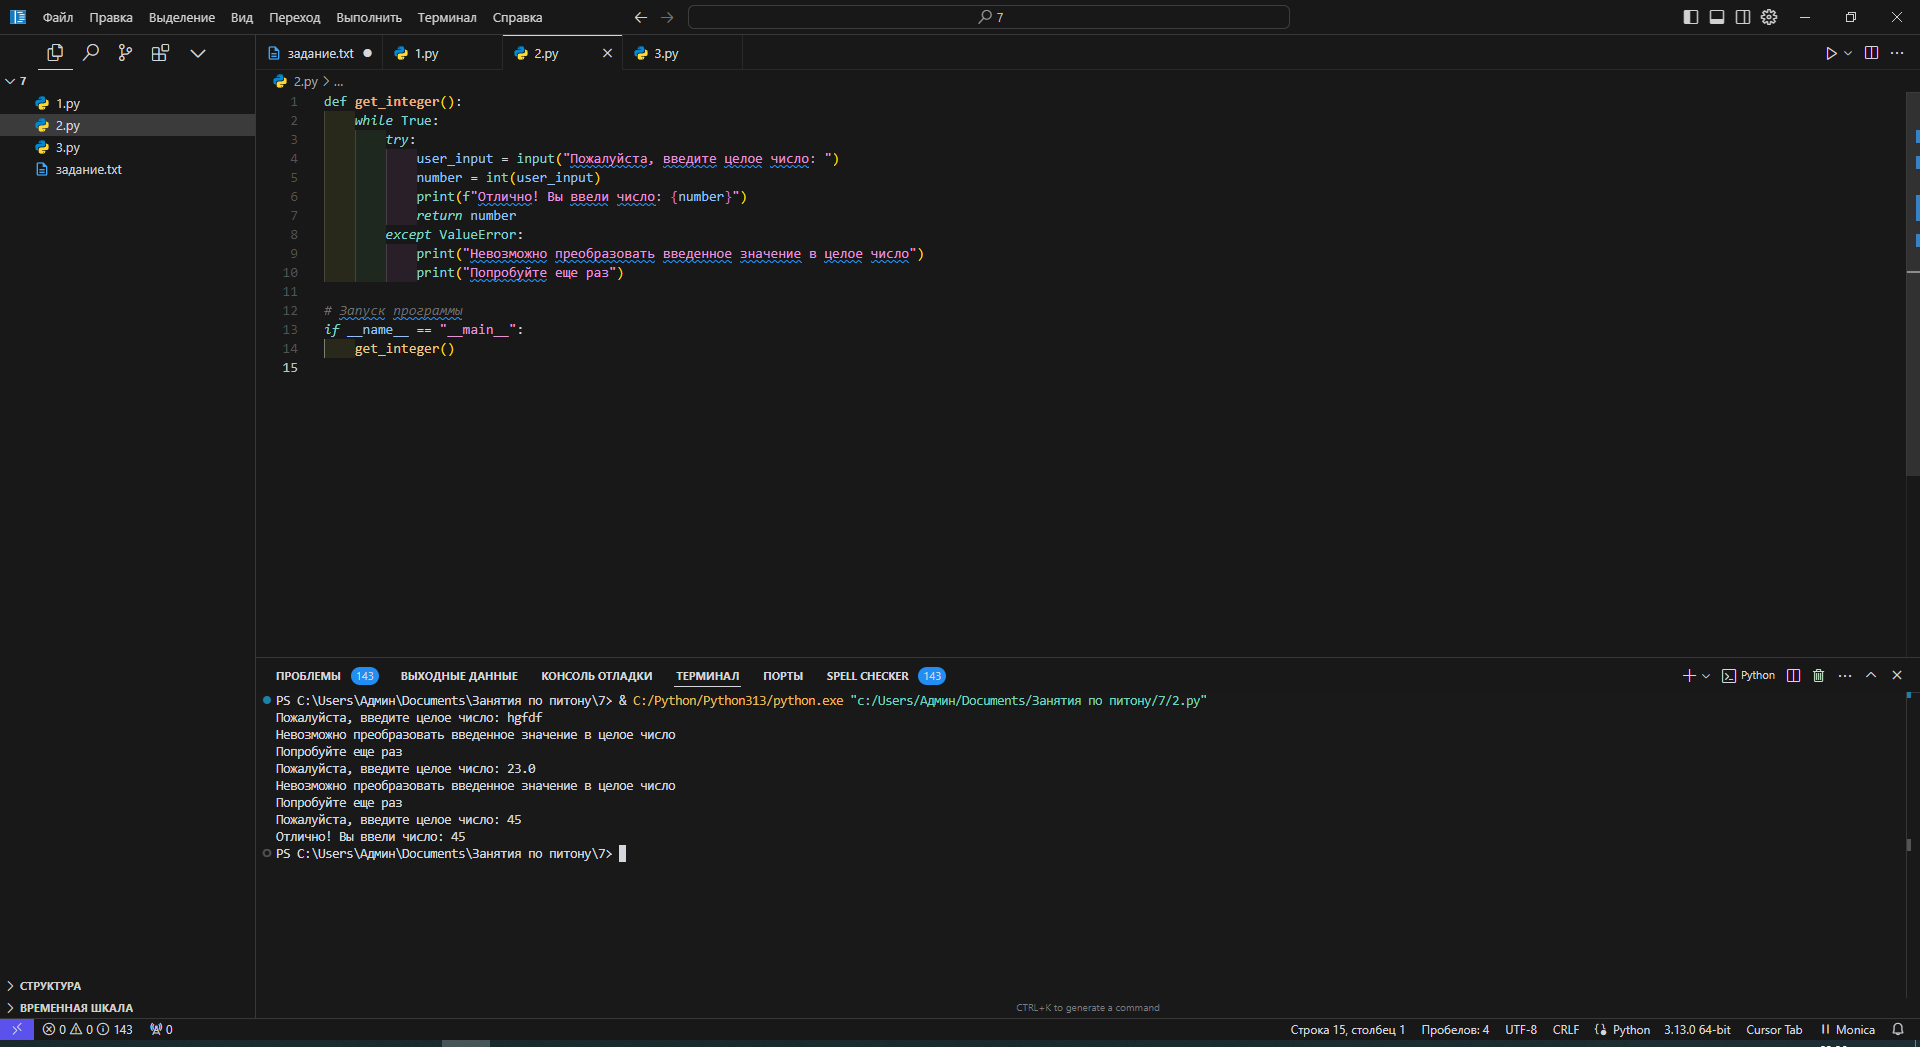 Файл Правка Выделение Вид Переход Выполнить Терминал Справка 7
7
1.py
2.py
3.py
задание.txt
задание.txt 1.py 2.py 3.py
2.py > ...
1 def get_integer():
2 while True:
3 try:
4 user_input = input("Пожалуйста, введите целое число: ")
5 number = int(user_input)
6 print(f"Отлично! Вы ввели число: {number}")
7 return number
8 except ValueError:
9 print("Невозможно преобразовать введенное значение в целое число")
10 print("Попробуйте еще раз")
11
12 # Запуск программы
13 if __name__ == "__main__":
14 get_integer()
15
ПРОБЛЕМЫ 143 ВЫХОДНЫЕ ДАННЫЕ КОНСОЛЬ ОТЛАДКИ ТЕРМИНАЛ ПОРТЫ SPELL CHECKER 143 Python
PS C:\Users\Админ\Documents\Занятия по питону\7> & C:/Python/Python313/python.exe "c:/Users/Админ/Documents/Занятия по питону/7/2.py"
Пожалуйста, введите целое число: hgfdf
Невозможно преобразовать введенное значение в целое число
Попробуйте еще раз
Пожалуйста, введите целое число: 23.0
Невозможно преобразовать введенное значение в целое число
Попробуйте еще раз
Пожалуйста, введите целое число: 45
Отлично! Вы ввели число: 45
PS C:\Users\Админ\Documents\Занятия по питону\7>
CTRL+K to generate a command
СТРУКТУРА
ВРЕМЕННАЯ ШКАЛА
0 0 143 0 Строка 15, столбец 1 Пробелов: 4 UTF-8 CRLF Python 3.13.0 64-bit Cursor Tab Monica